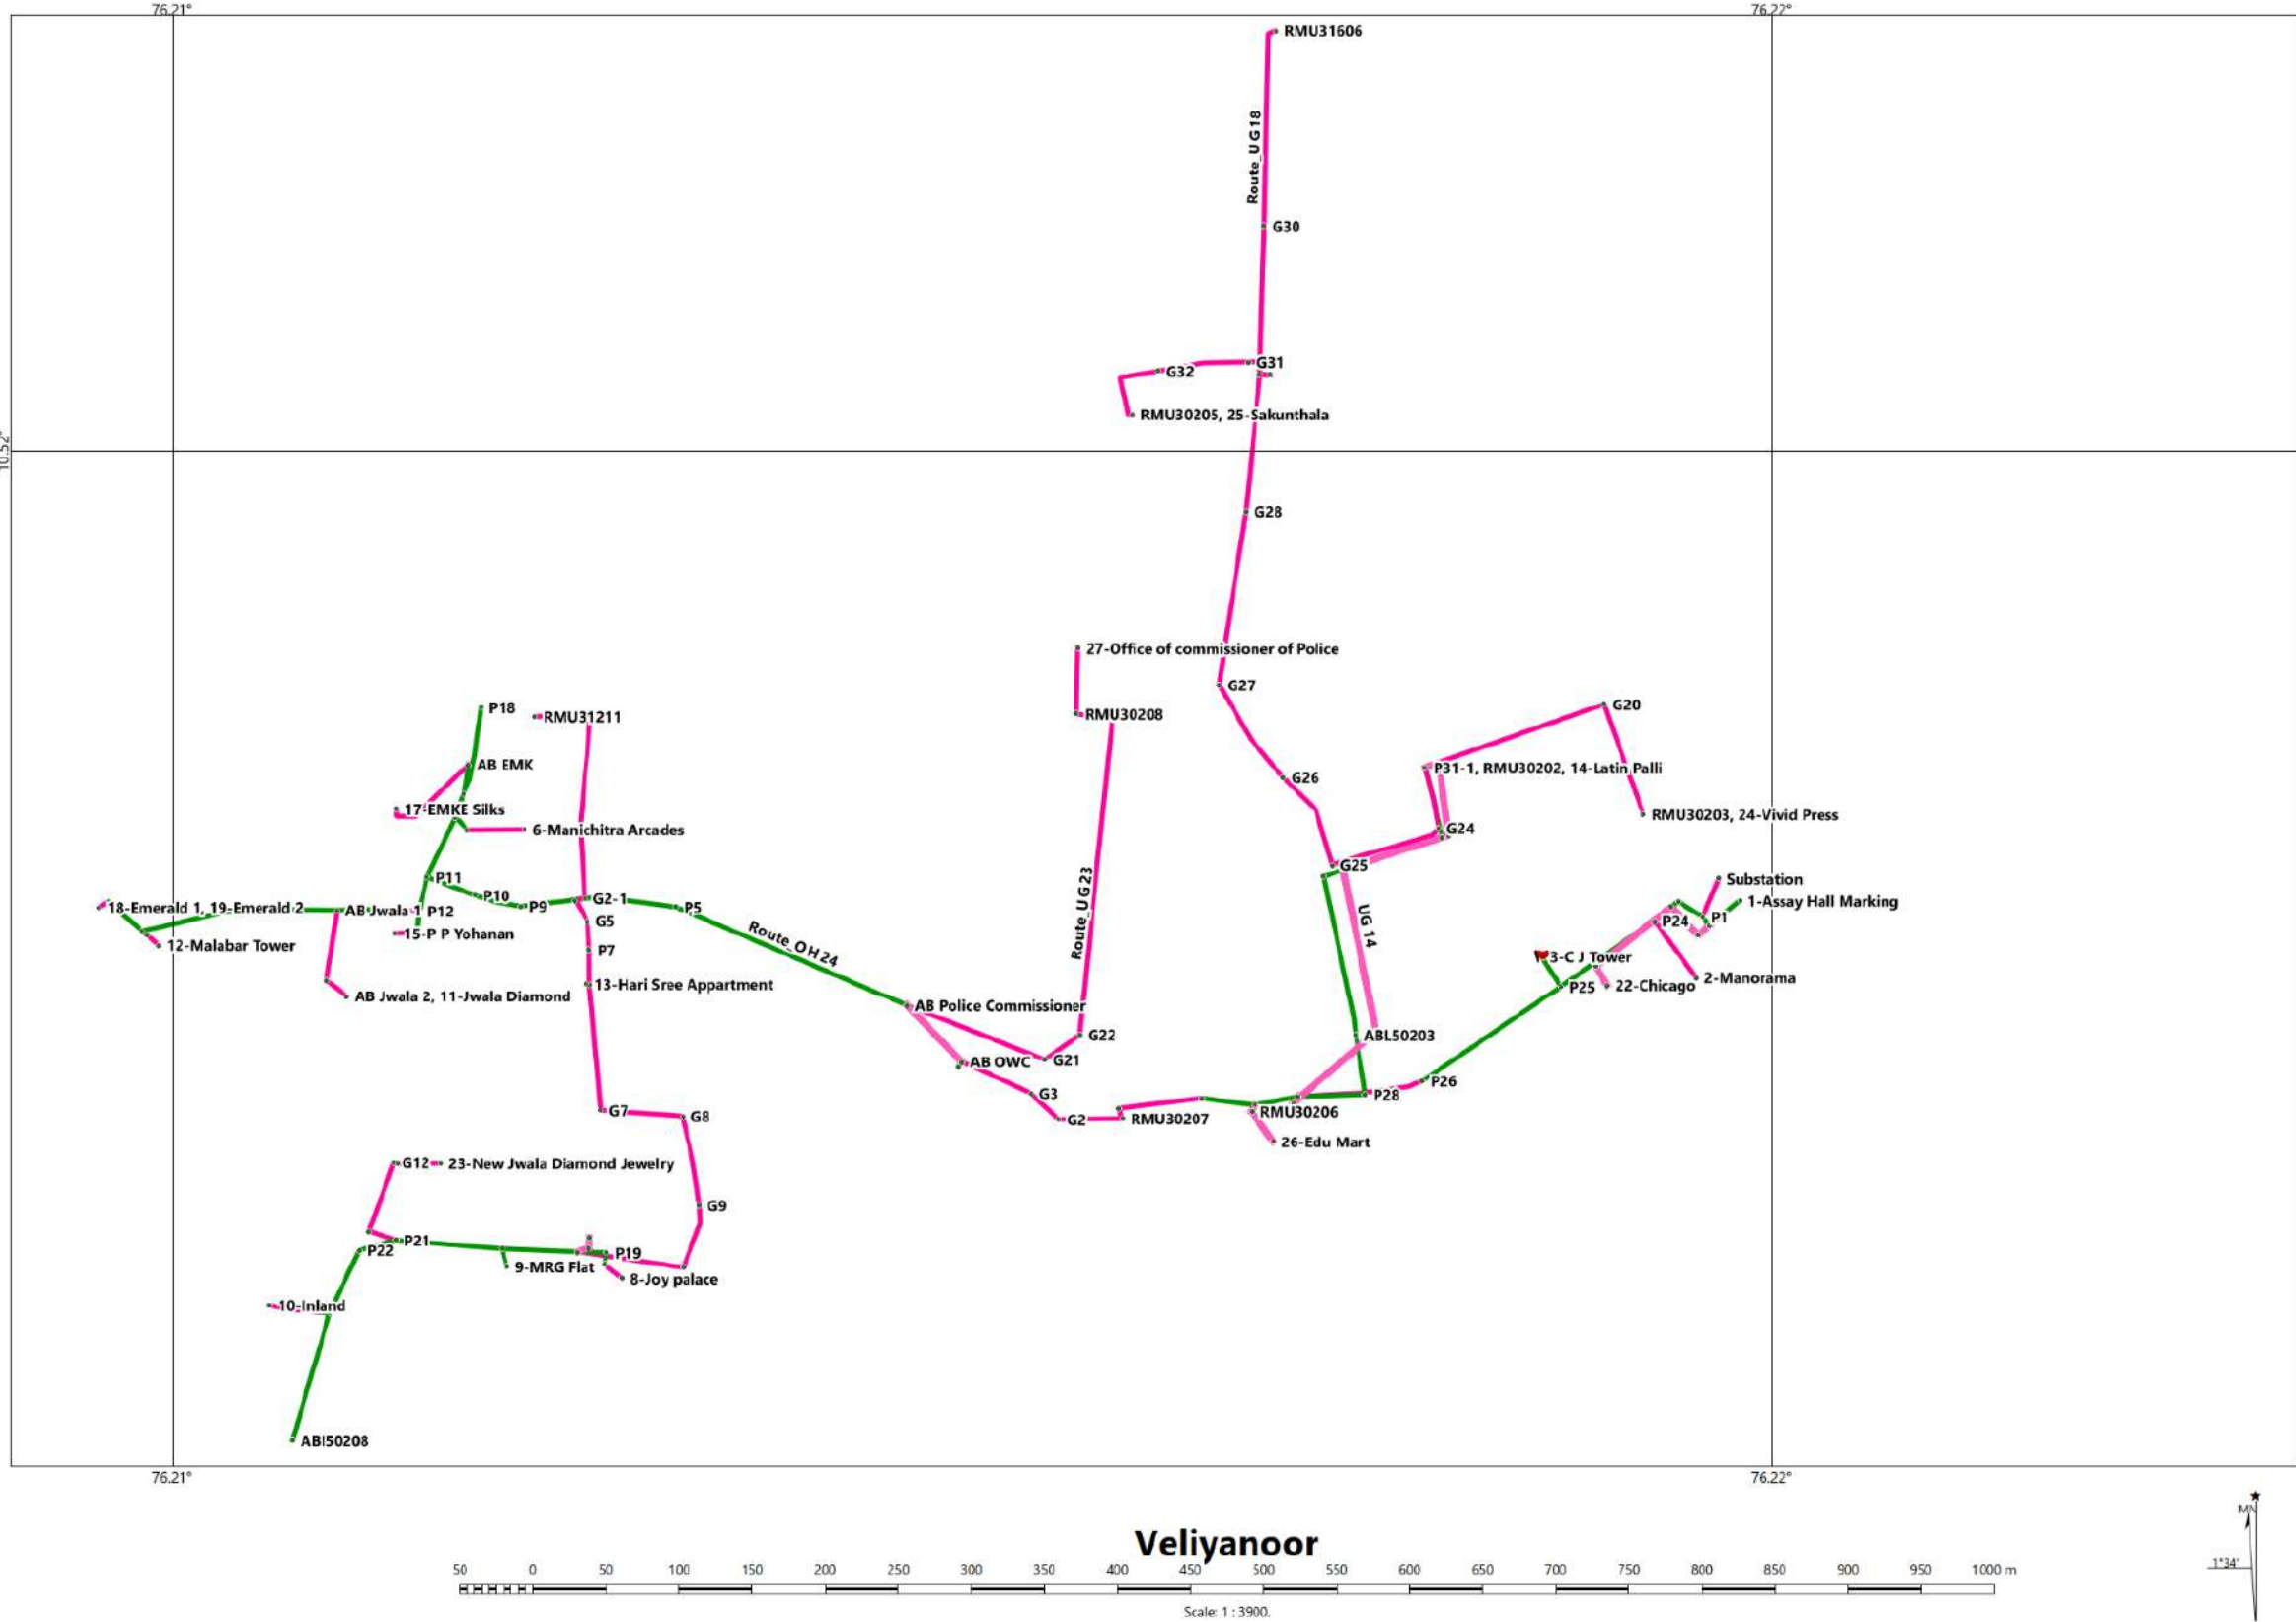 76.21°
76.22°
RMU31606
Route_UG18
G30
G31
G32
RMU30205, 25-Sakunthala
10.52°
G28
27-Office of commissioner of Police
G27
P18
RMU31211
RMU30208
G20
AB EMK
P31-1, RMU30202, 14-Latin Palli
G26
17-EMKE Silks
RMU30203, 24-Vivid Press
6-Manichitra Arcades
G24
G25
P11
Substation
P10
G2-1
1-Assay Hall Marking
P9
P5
18-Emerald 1, 19-Emerald 2
AB Jwala 1
P12
Route_UG23
UG 14
P1
P24
G5
15-P P Yohanan
Route_OH24
12-Malabar Tower
P7
3-C J Tower
2-Manorama
13-Hari Sree Appartment
22-Chicago
P25
AB Jwala 2, 11-Jwala Diamond
AB Police Commissioner
G22
ABL50203
G21
AB OWC
P26
G3
P28
G7
RMU30206
G8
G2
RMU30207
26-Edu Mart
G12
23-New Jwala Diamond Jewelry
G9
P21
P22
P19
9-MRG Flat
8-Joy palace
10-Inland
ABI50208
76.21°
76.22°
MN
Veliyanoor
1°34'
50 0 50 100 150 200 250 300 350 400 450 500 550 600 650 700 750 800 850 900 950 1000 m
Scale: 1 : 3900.